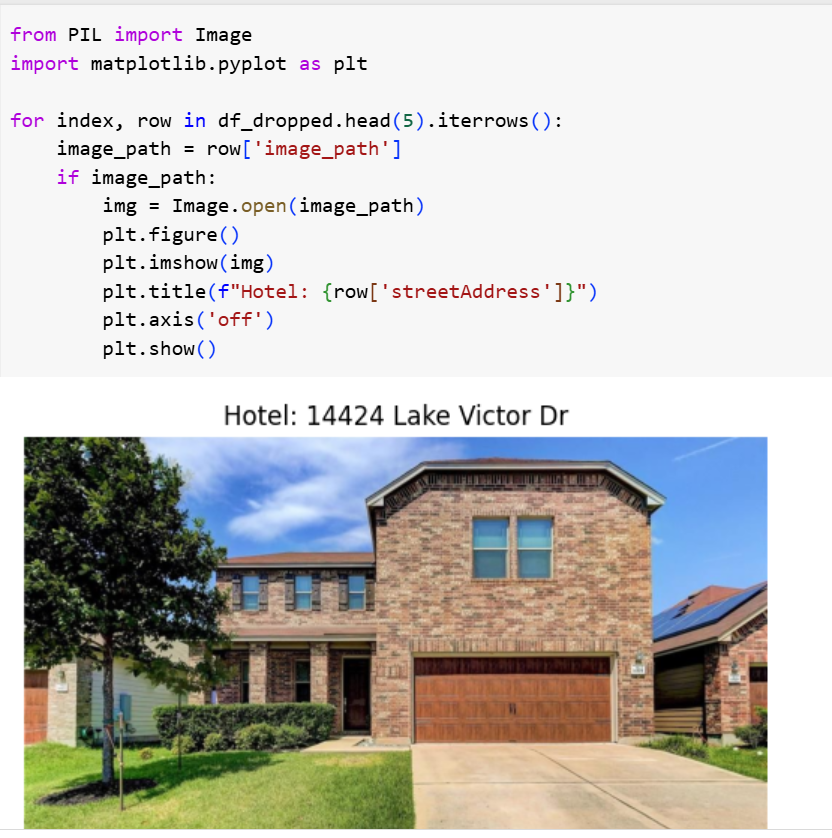 from PIL import Image
import matplotlib.pyplot as plt
for index, row in df_dropped.head(5).iterrows():
    image_path = row['image_path']
    if image_path:
        img = Image.open(image_path)
        plt.figure()
        plt.imshow(img)
        plt.title(f"Hotel: {row['streetAddress']}")
        plt.axis('off')
        plt.show()
Hotel: 14424 Lake Victor Dr